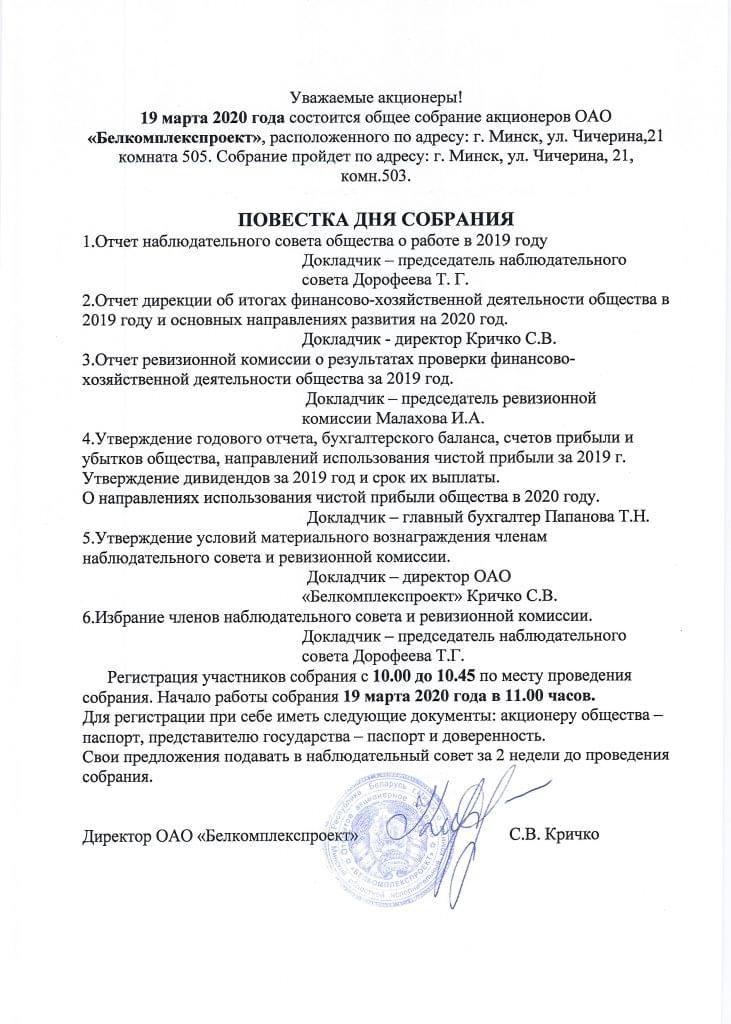 Уважаемые акционеры!
19 марта 2020 года состоится общее собрание акционеров ОАО
«Белкомплекспроект», расположенного по адресу: г. Минск, ул. Чичерина,21
комната 505. Собрание пройдет по адресу: г. Минск, ул. Чичерина, 21,
комн.503.
ПОВЕСТКА ДНЯ СОБРАНИЯ
1.Отчет наблюдательного совета общества о работе в 2019 году
Докладчик – председатель наблюдательного
совета Дорофеева Т. Г.
2.Отчет дирекции об итогах финансово-хозяйственной деятельности общества в
2019 году и основных направлениях развития на 2020 год.
Докладчик - директор Кричко С.В.
3.Отчет ревизионной комиссии о результатах проверки финансово-
хозяйственной деятельности общества за 2019 год.
Докладчик – председатель ревизионной
комиссии Малахова И.А.
4.Утверждение годового отчета, бухгалтерского баланса, счетов прибыли и
убытков общества, направлений использования чистой прибыли за 2019 г.
Утверждение дивидендов за 2019 год и срок их выплаты.
О направлениях использования чистой прибыли общества в 2020 году.
Докладчик – главный бухгалтер Папанова Т.Н.
5.Утверждение условий материального вознаграждения членам
наблюдательного совета и ревизионной комиссии.
Докладчик – директор ОАО
«Белкомплекспроект» Кричко С.В.
6.Избрание членов наблюдательного совета и ревизионной комиссии.
Докладчик – председатель наблюдательного
совета Дорофеева Т.Г.
Регистрация участников собрания с 10.00 до 10.45 по месту проведения
собрания. Начало работы собрания 19 марта 2020 года в 11.00 часов.
Для регистрации при себе иметь следующие документы: акционеру общества –
паспорт, представителю государства – паспорт и доверенность.
Свои предложения подавать в наблюдательный совет за 2 недели до проведения
собрания.
Директор ОАО «Белкомплекспроект» С.В. Кричко
Республика Беларусь
акционерное
«БЕЛКОМПЛЕКСПРОЕКТ»